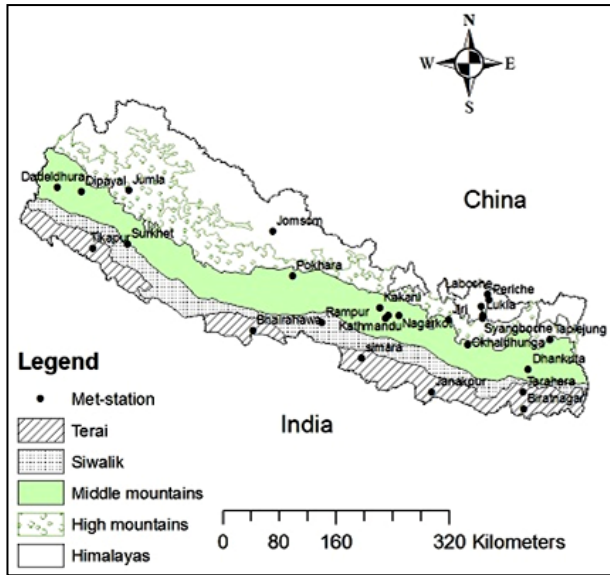 N
W E
S
China
Dadeldhura
Dipayal
Jumla
Jomsom
Tikapur
Surkhet
Pokhara
Laboche
Periche
Kakani
Jiri
Lukla
Rampur
Bhairahawa
Kathmandu
Nagarkot
Syangboche
Taplejung
Okhaldhunga
simara
Dhankuta
Janakpur
Tarahera
Biratnagar
India
Legend
Met-station
Terai
Siwalik
Middle mountains
High mountains
Himalayas
0 80 160 320 Kilometers